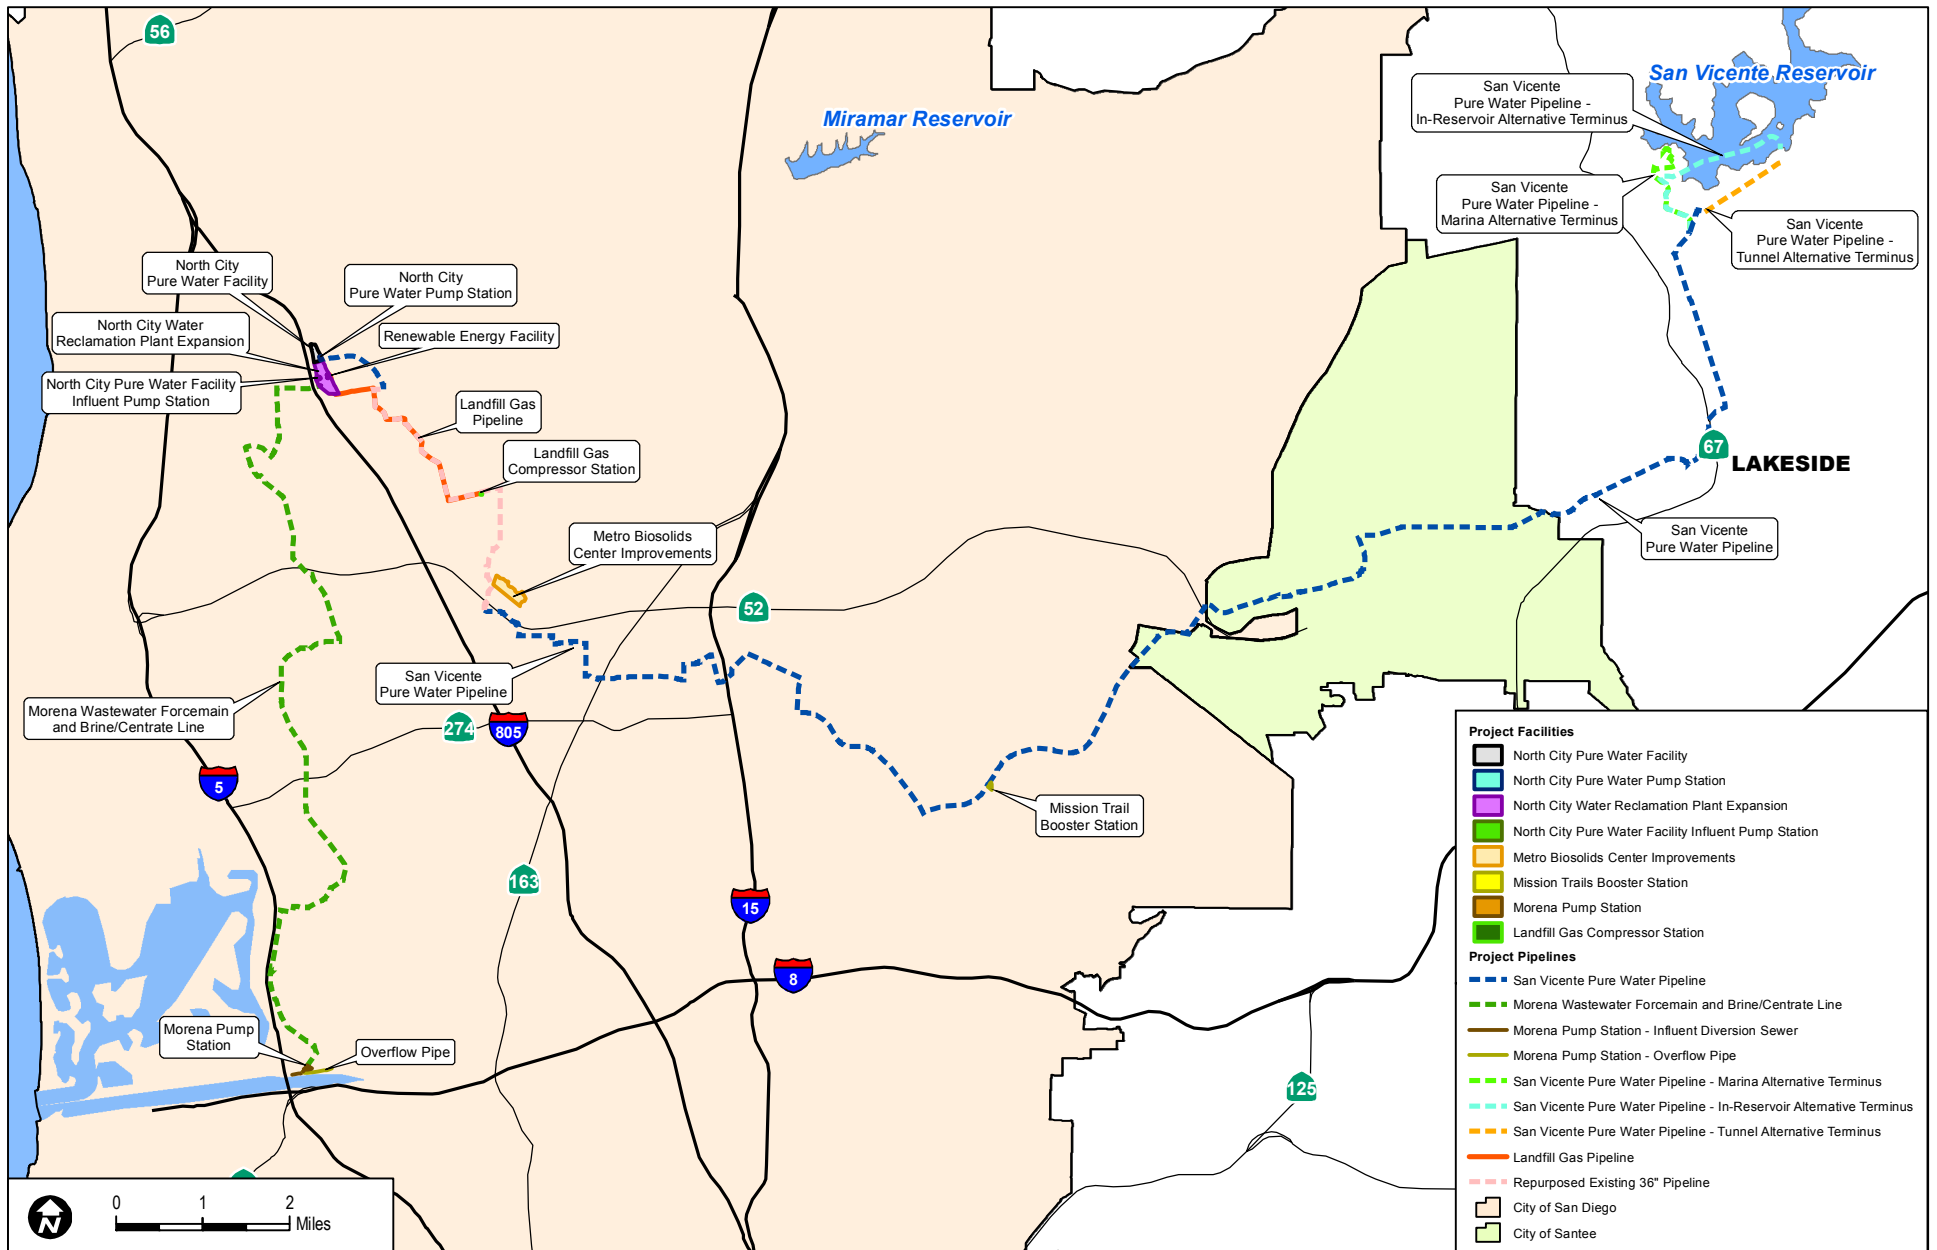 56
San Vicente Reservoir
San Vicente
Pure Water Pipeline -
In-Reservoir Alternative Terminus
Miramar Reservoir
San Vicente
Pure Water Pipeline -
Marina Alternative Terminus
San Vicente
Pure Water Pipeline -
Tunnel Alternative Terminus
North City
Pure Water Facility
North City
Pure Water Pump Station
North City Water
Reclamation Plant Expansion
Renewable Energy Facility
North City Pure Water Facility
Influent Pump Station
Landfill Gas
Pipeline
Landfill Gas
Compressor Station
67
LAKESIDE
Metro Biosolids
Center Improvements
San Vicente
Pure Water Pipeline
52
San Vicente
Pure Water Pipeline
Morena Wastewater Forcemain
and Brine/Centrate Line
274
805
5
Mission Trail
Booster Station
163
15
8
Morena Pump
Station
Overflow Pipe
125
N
0
1
2
Miles
Project Facilities
North City Pure Water Facility
North City Pure Water Pump Station
North City Water Reclamation Plant Expansion
North City Pure Water Facility Influent Pump Station
Metro Biosolids Center Improvements
Mission Trails Booster Station
Morena Pump Station
Landfill Gas Compressor Station
Project Pipelines
San Vicente Pure Water Pipeline
Morena Wastewater Forcemain and Brine/Centrate Line
Morena Pump Station - Influent Diversion Sewer
Morena Pump Station - Overflow Pipe
San Vicente Pure Water Pipeline - Marina Alternative Terminus
San Vicente Pure Water Pipeline - In-Reservoir Alternative Terminus
San Vicente Pure Water Pipeline - Tunnel Alternative Terminus
Landfill Gas Pipeline
Repurposed Existing 36" Pipeline
City of San Diego
City of Santee